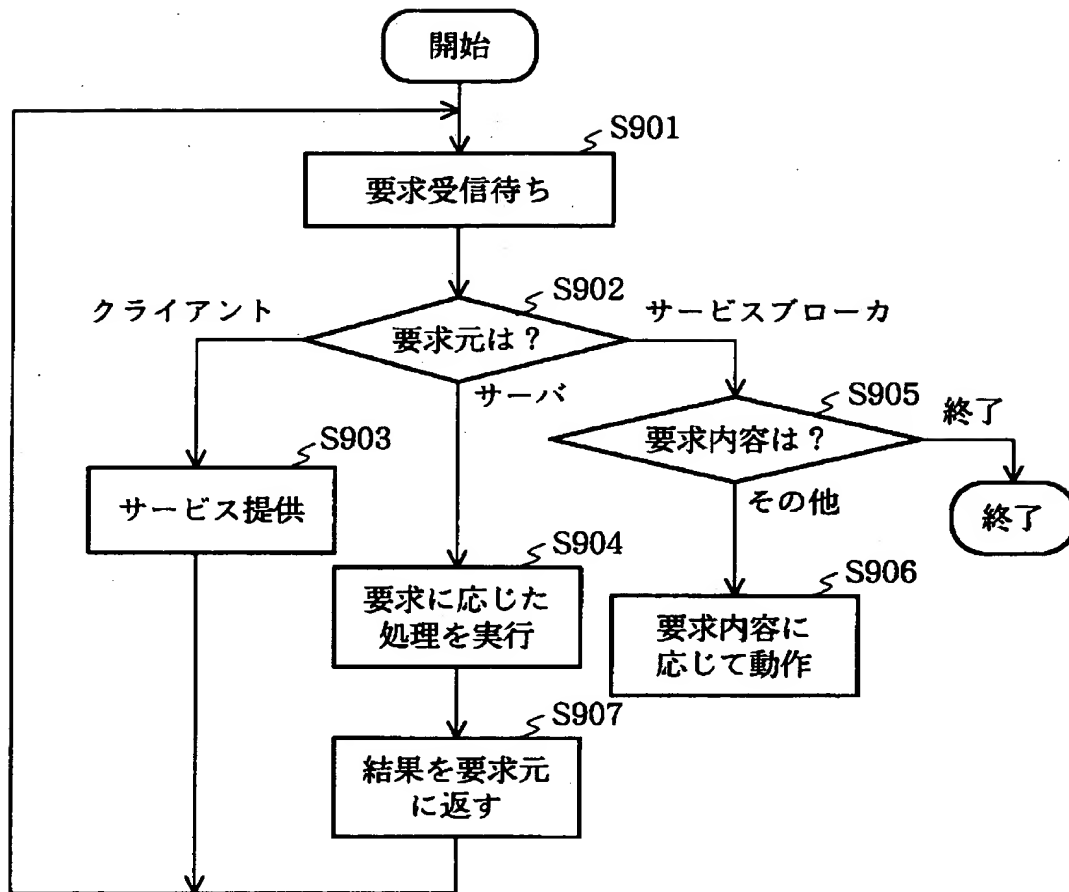 開始
S901
要求受信待ち
S902
クライアント
要求元は？
サービスブローカ
サーバ
S905
要求内容は？
終了
S903
サービス提供
その他
終了
S904
要求に応じた
処理を実行
S906
要求内容に
応じて動作
S907
結果を要求元
に返す